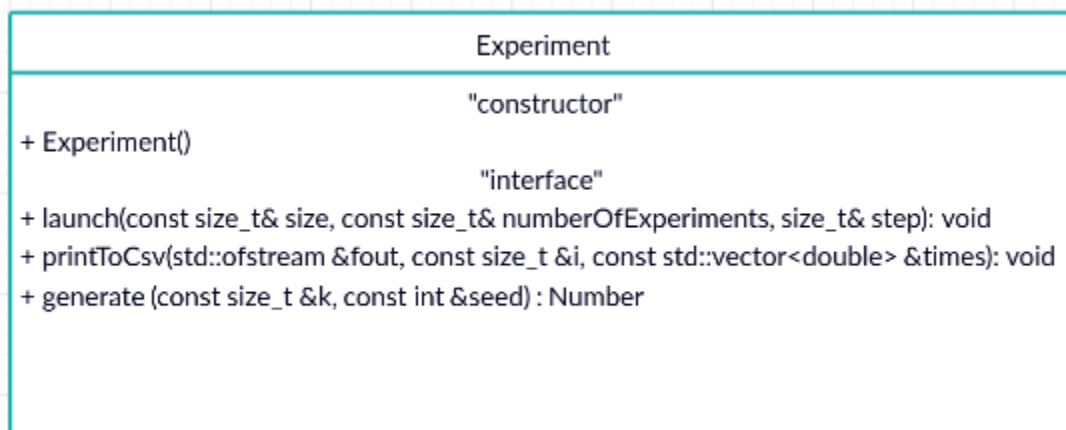 Experiment
"constructor"
+ Experiment()
"interface"
+ launch(const size_t& size, const size_t& numberOfExperiments, size_t& step): void
+ printToCsv(std::ofstream &fout, const size_t &i, const std::vector<double> &times): void
+ generate (const size_t &k, const int &seed) : Number